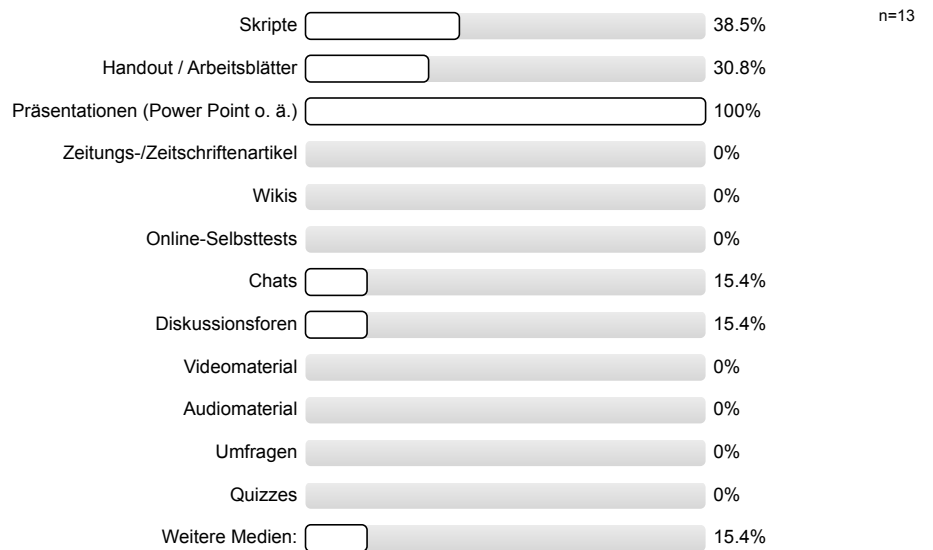 Skripte 38.5% n=13
Handout / Arbeitsblätter 30.8%
Präsentationen (Power Point o. ä.) 100%
Zeitungs-/Zeitschriftenartikel 0%
Wikis 0%
Online-Selbsttests 0%
Chats 15.4%
Diskussionsforen 15.4%
Videomaterial 0%
Audiomaterial 0%
Umfragen 0%
Quizzes 0%
Weitere Medien: 15.4%